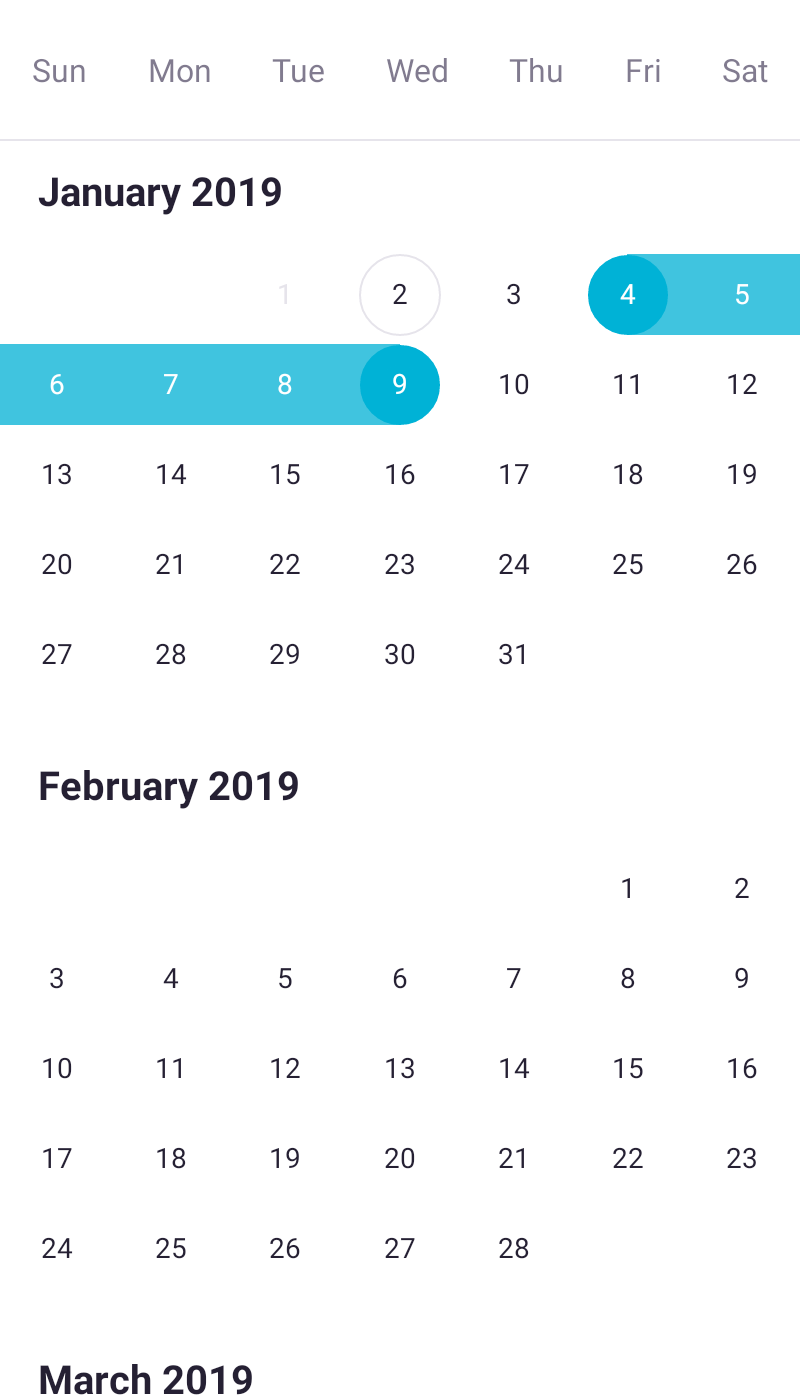 Sun Mon Tue Wed Thu Fri Sat
January 2019
1 2 3 4 5
6 7 8 9 10 11 12
13 14 15 16 17 18 19
20 21 22 23 24 25 26
27 28 29 30 31
February 2019
1 2
3 4 5 6 7 8 9
10 11 12 13 14 15 16
17 18 19 20 21 22 23
24 25 26 27 28
March 2019